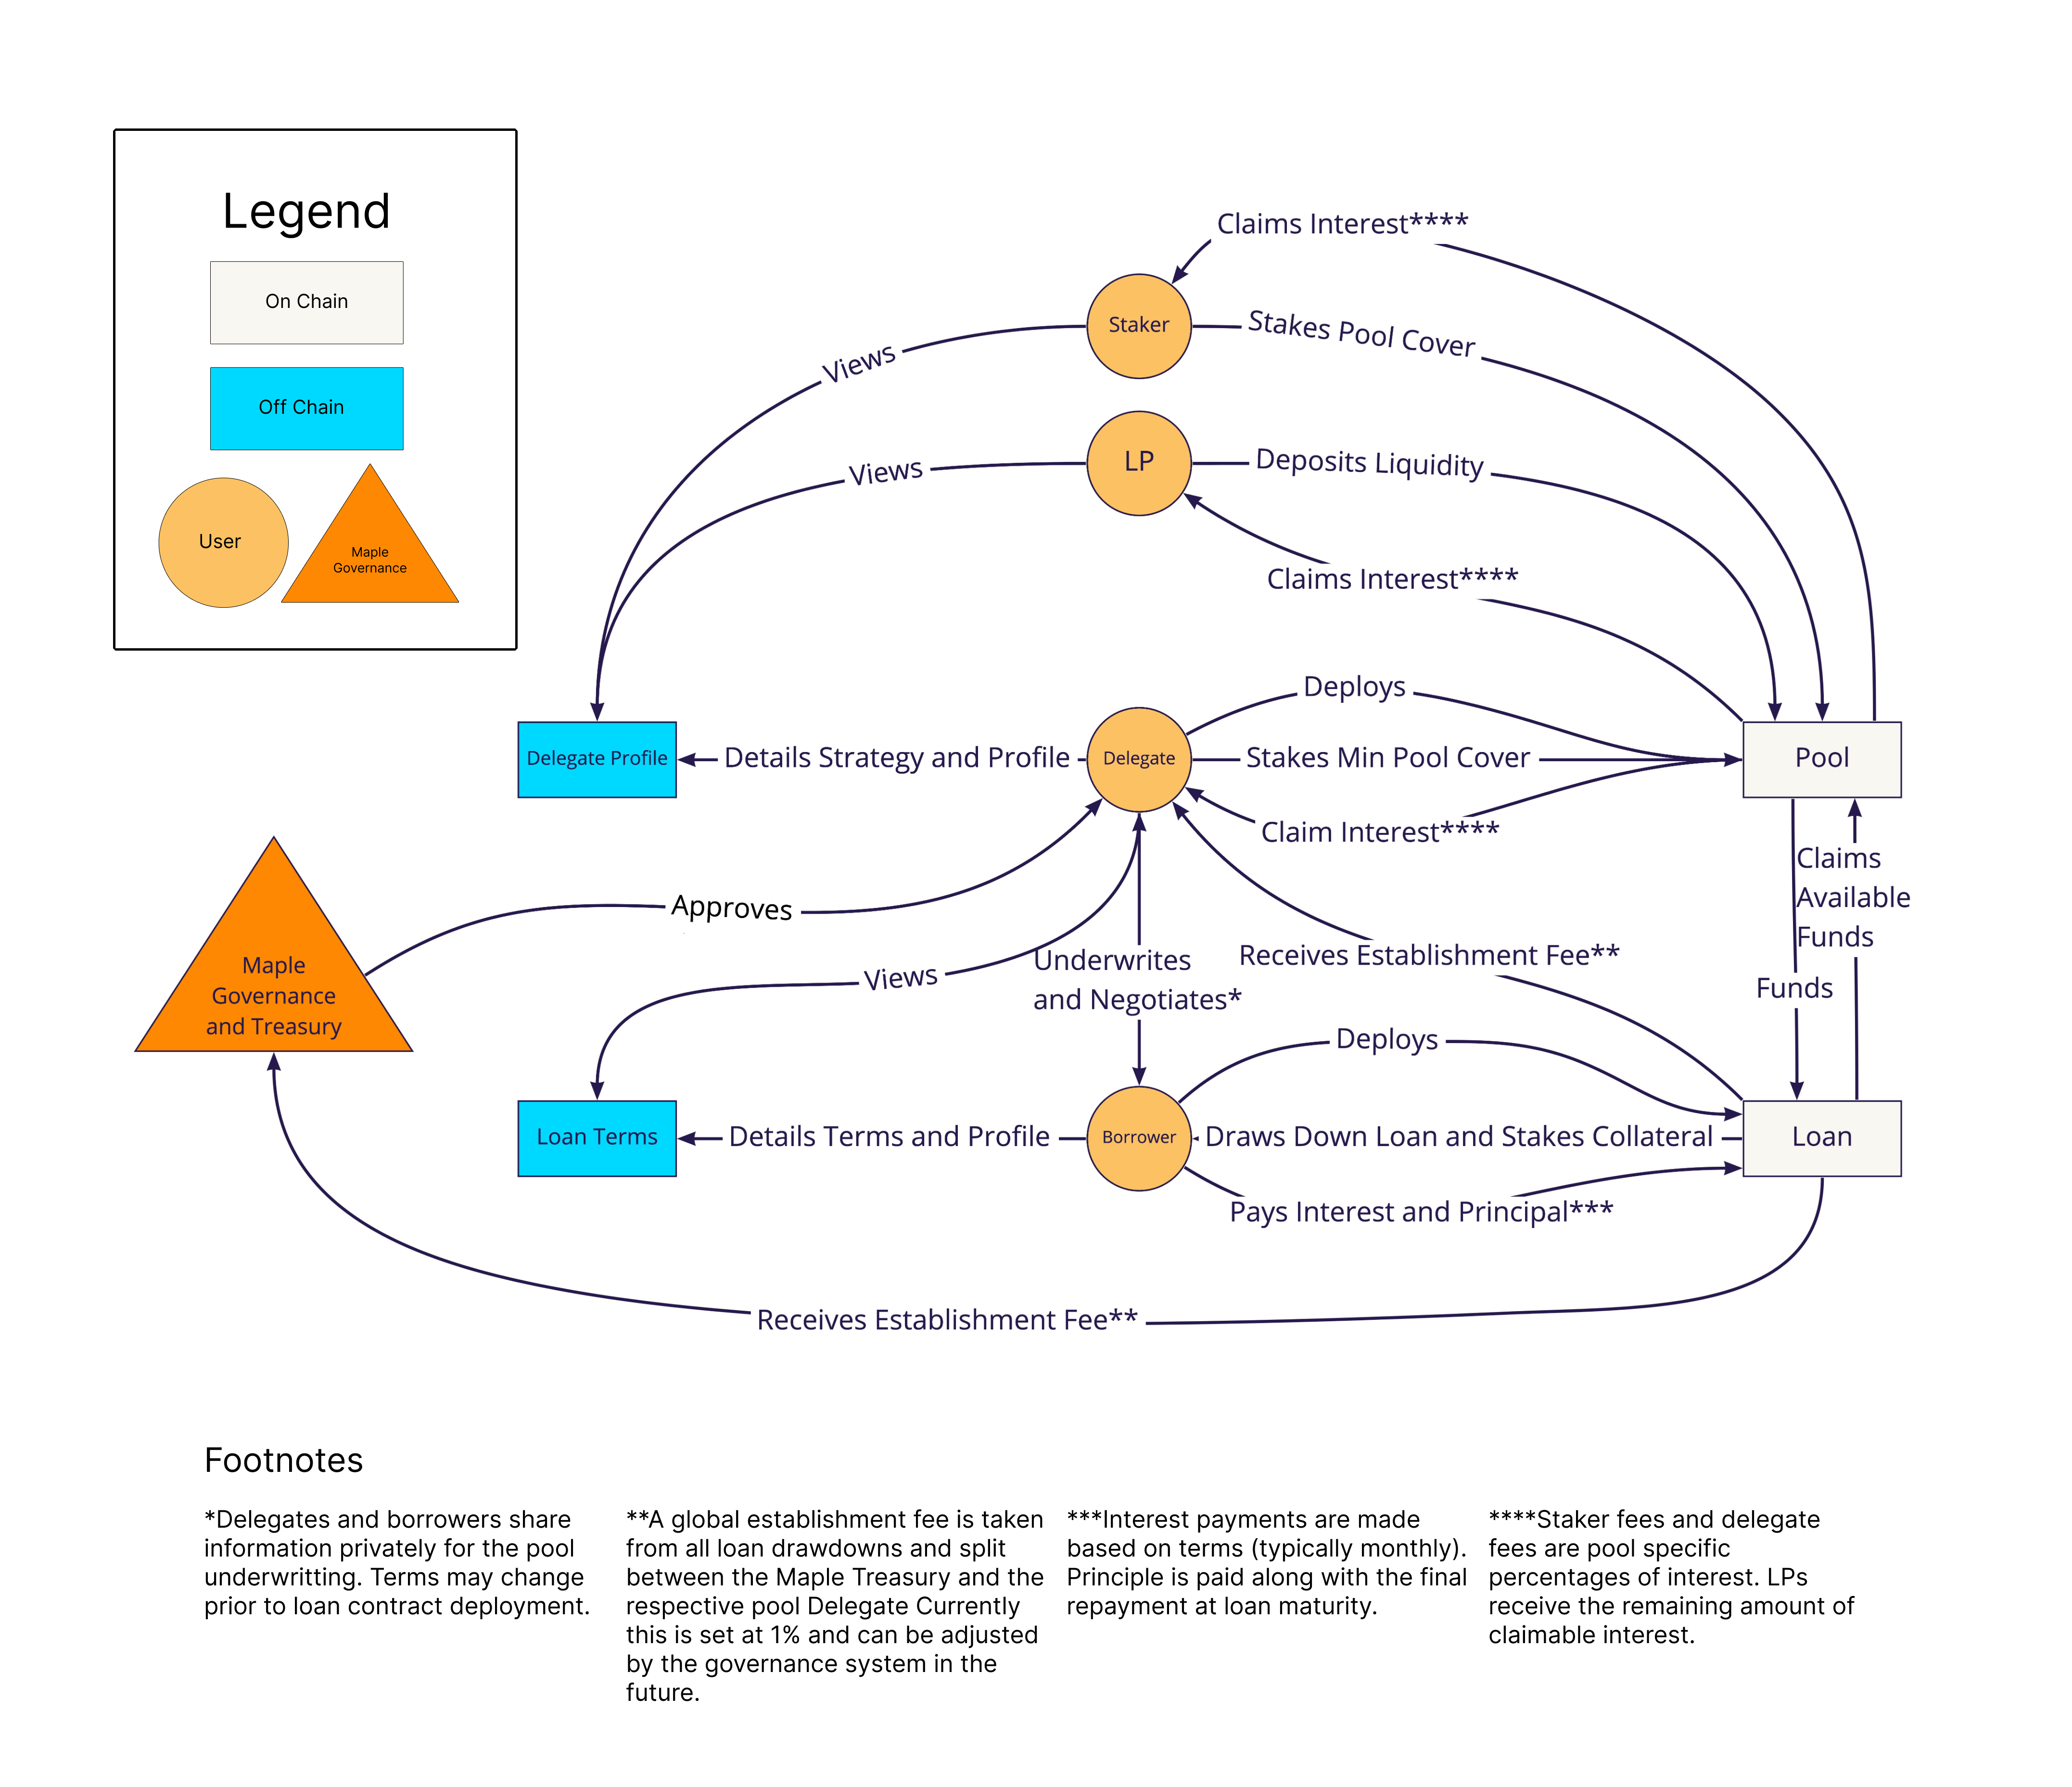 Legend
On Chain
Off Chain
User
Maple
Governance
Claims Interest****
Staker
Stakes Pool Cover
Views
LP
Deposits Liquidity
Views
Claims Interest****
Deploys
Delegate Profile
Details Strategy and Profile
Delegate
Stakes Min Pool Cover
Pool
Claim Interest****
Claims
Available
Funds
Approves
Maple
Governance
and Treasury
Views
Underwrites
and Negotiates*
Receives Establishment Fee**
Funds
Deploys
Loan Terms
Details Terms and Profile
Borrower
Draws Down Loan and Stakes Collateral
Loan
Pays Interest and Principal***
Receives Establishment Fee**
Footnotes
*Delegates and borrowers share
information privately for the pool
underwritting. Terms may change
prior to loan contract deployment.
**A global establishment fee is taken
from all loan drawdowns and split
between the Maple Treasury and the
respective pool Delegate Currently
this is set at 1% and can be adjusted
by the governance system in the
future.
***Interest payments are made
based on terms (typically monthly).
Principle is paid along with the final
repayment at loan maturity.
****Staker fees and delegate
fees are pool specific
percentages of interest. LPs
receive the remaining amount of
claimable interest.